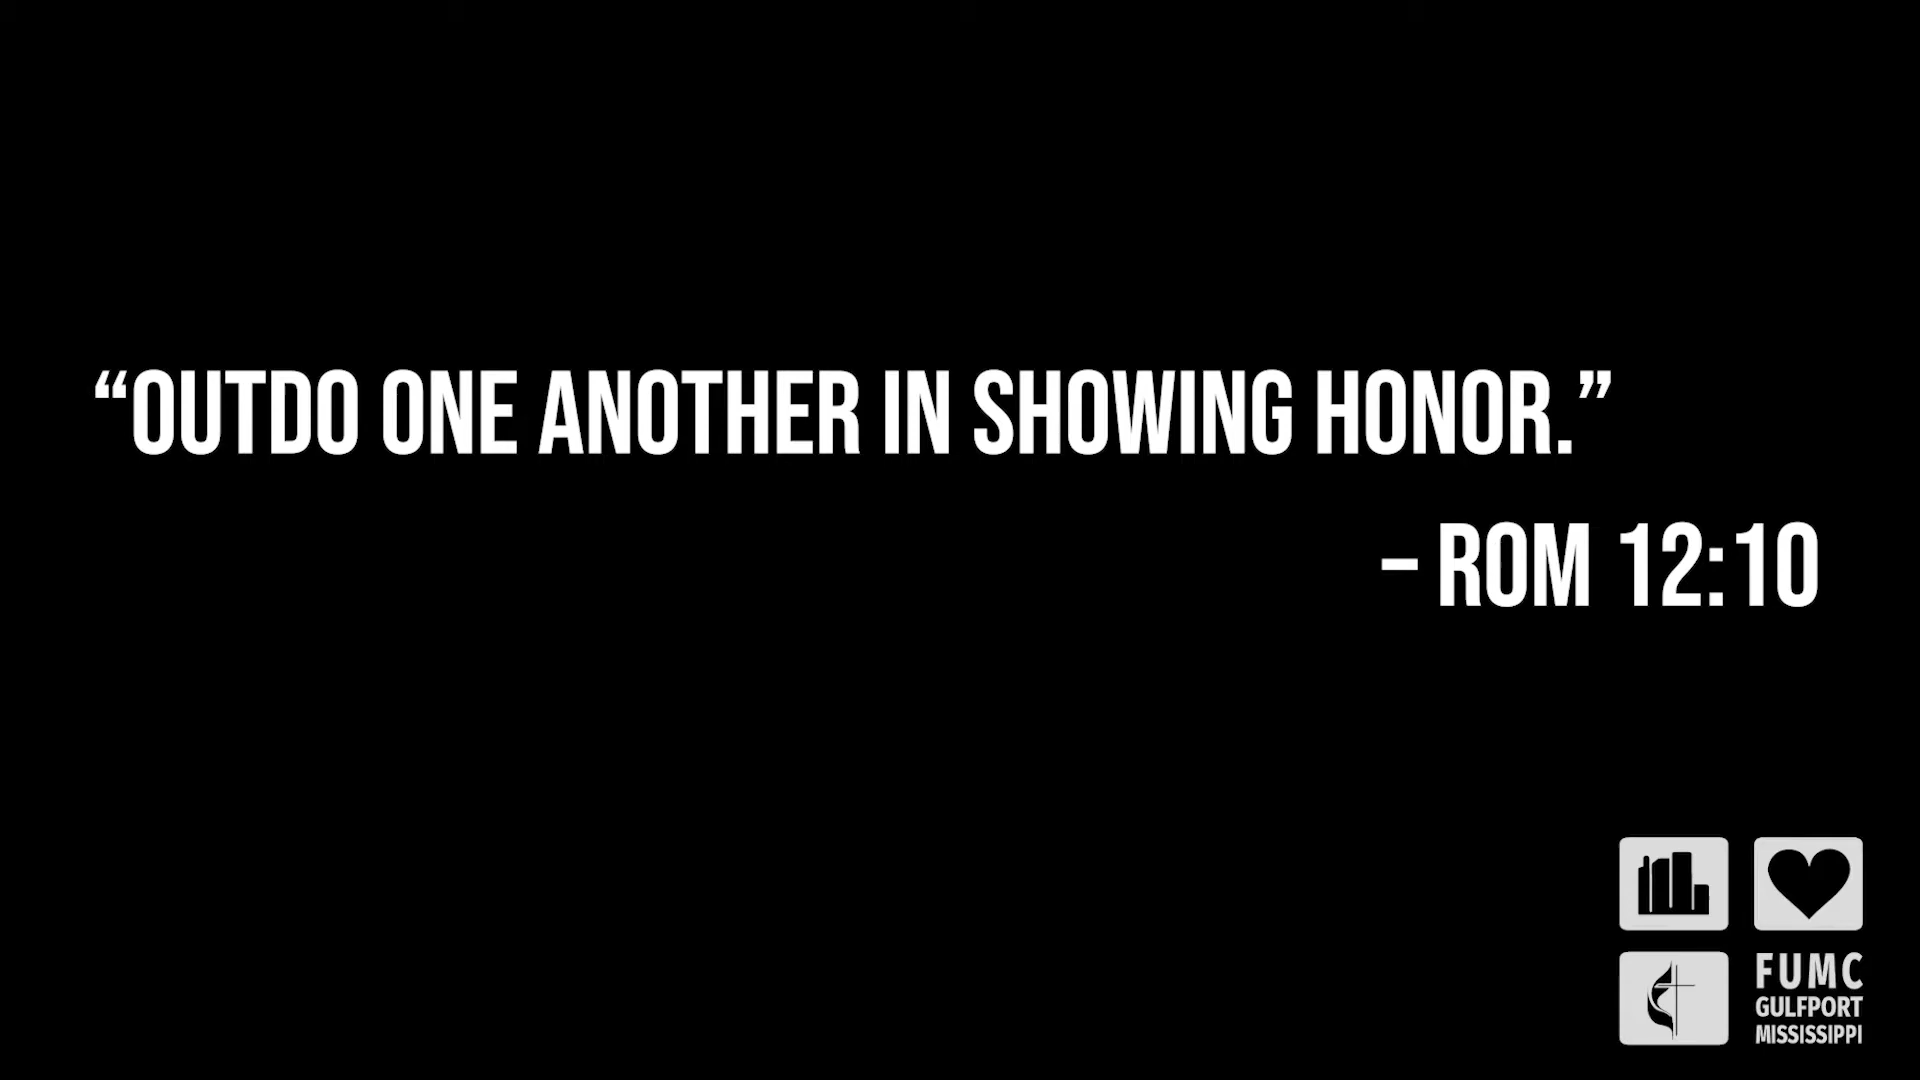 “OUTDO ONE ANOTHER IN SHOWING HONOR.”
– ROM 12:10
FUMC
GULFPORT
MISSISSIPPI